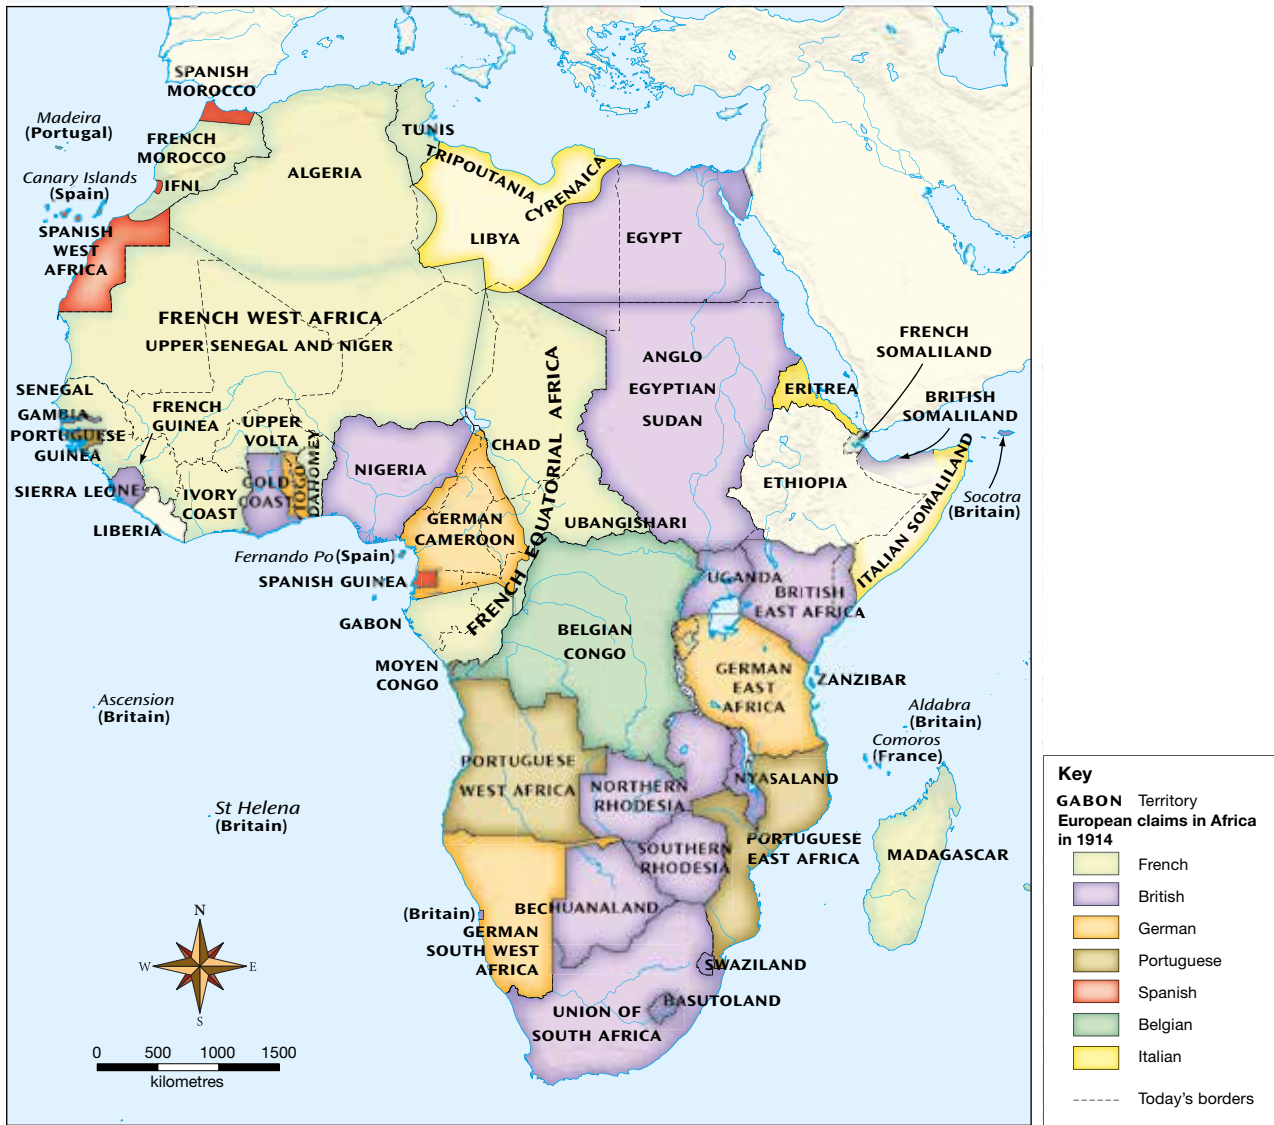 SPANISH
MOROCCO
Madeira
(Portugal)
FRENCH
MOROCCO
TUNIS
Canary Islands
(Spain)
IFNI
ALGERIA
TRIPOUTANIA
CYRENAICA
LIBYA
EGYPT
SPANISH
WEST
AFRICA
FRENCH WEST AFRICA
UPPER SENEGAL AND NIGER
ANGLO
EGYPTIAN
SUDAN
FRENCH
SOMALILAND
ERITREA
BRITISH
SOMALILAND
SENEGAL
GAMBIA
PORTUGUESE
GUINEA
FRENCH
GUINEA
UPPER
VOLTA
DAHOMEY
TOGO
GOLD
COAST
IVORY
COAST
SIERRA LEONE
LIBERIA
NIGERIA
CHAD
FRENCH EQUATORIAL AFRICA
UBANGISHARI
ETHIOPIA
ITALIAN SOMALILAND
Socotra
(Britain)
GERMAN
CAMEROON
Fernando Po (Spain)
SPANISH GUINEA
GABON
MOYEN
CONGO
BELGIAN
CONGO
UGANDA
BRITISH
EAST AFRICA
GERMAN
EAST
AFRICA
ZANZIBAR
Ascension
(Britain)
Aldabra
(Britain)
Comoros
(France)
St Helena
(Britain)
PORTUGUESE
WEST AFRICA
NORTHERN
RHODESIA
NYASALAND
SOUTHERN
RHODESIA
PORTUGUESE
EAST AFRICA
MADAGASCAR
(Britain)
BECHUANALAND
GERMAN
SOUTH WEST
AFRICA
SWAZILAND
BASUTOLAND
UNION OF
SOUTH AFRICA
N
W
E
S
0 500 1000 1500
kilometres
Key
GABON Territory
European claims in Africa
in 1914
French
British
German
Portuguese
Spanish
Belgian
Italian
Today's borders